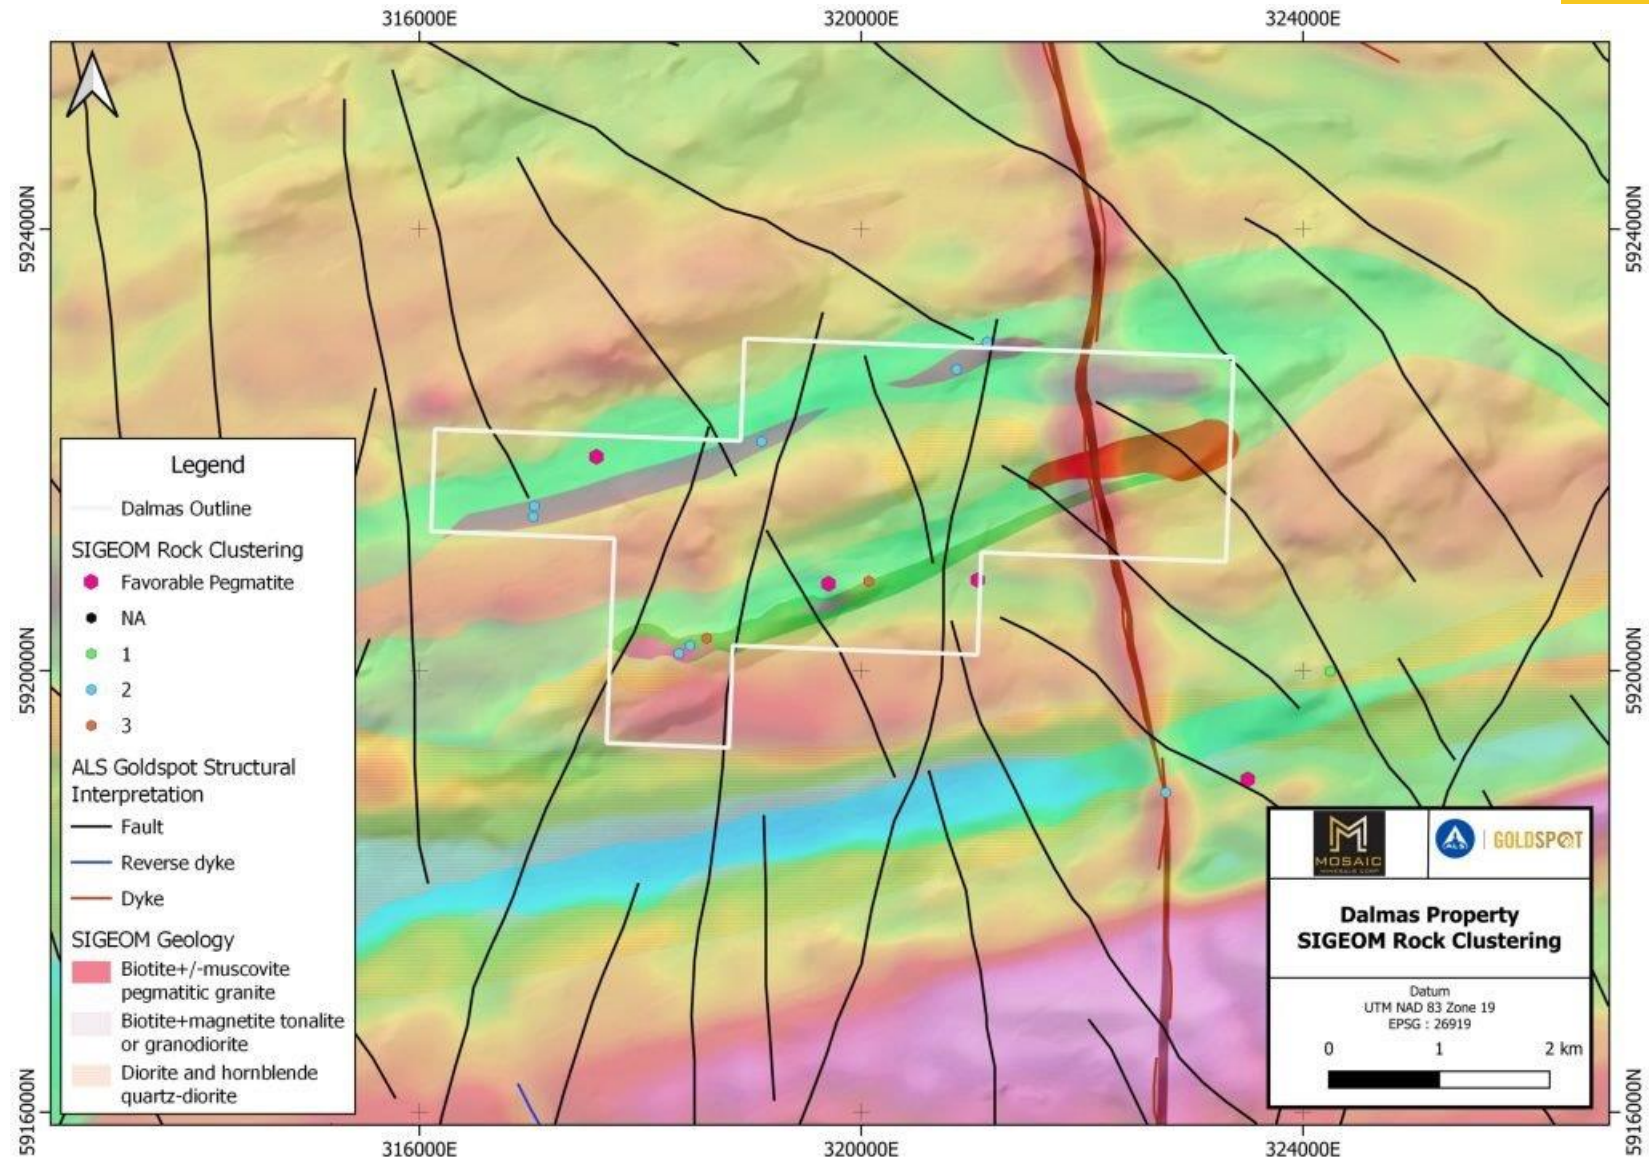 316000E
320000E
324000E
5924000N
5924000N
Legend
Dalmas Outline
SIGEOM Rock Clustering
Favorable Pegmatite
NA
1
2
3
ALS Goldspot Structural
Interpretation
Fault
Reverse dyke
Dyke
SIGEOM Geology
Biotite+/-muscovite
pegmatitic granite
Biotite+magnetite tonalite
or granodiorite
Diorite and hornblende
quartz-diorite
5920000N
5920000N
M
MOSAIC
MINERALS CORP
ALS
GOLDSPOT
Dalmas Property
SIGEOM Rock Clustering
Datum
UTM NAD 83 Zone 19
EPSG : 26919
0 1 2 km
5916000N
5916000N
316000E
320000E
324000E